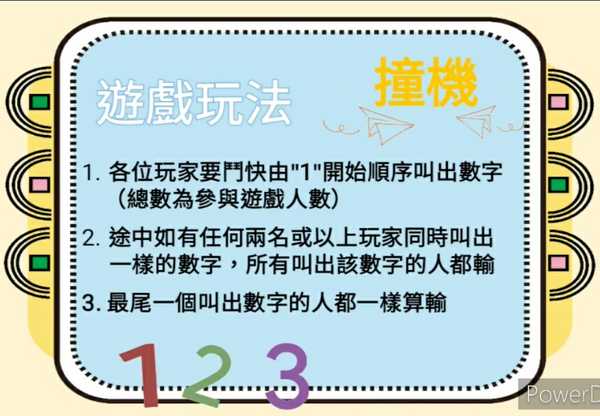 撞機
遊戲玩法
1. 各位玩家要鬥快由"1"開始順序叫出數字
（總數為參與遊戲人數）
2. 途中如有任何兩名或以上玩家同時叫出
一樣的數字，所有叫出該數字的人都輸
3. 最尾一個叫出數字的人都一樣算輸
1 2 3
PowerD